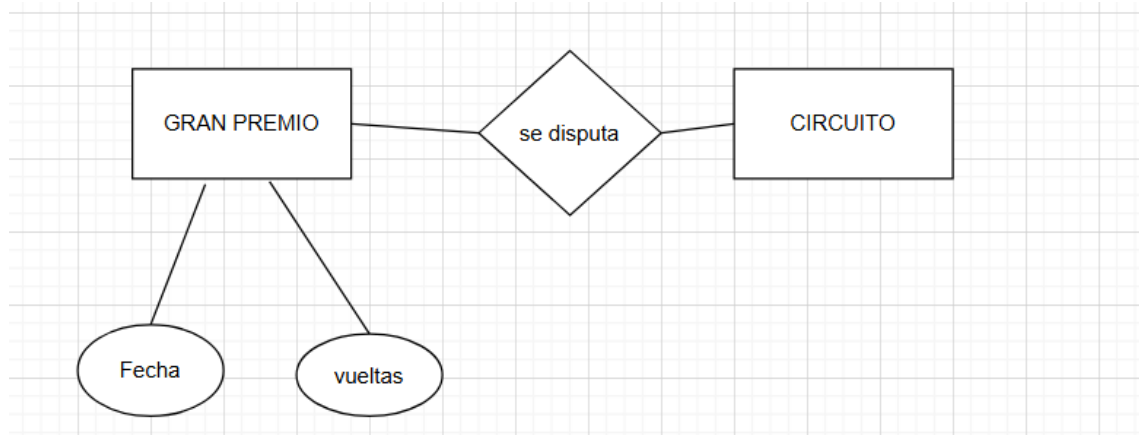 GRAN PREMIO
se disputa
CIRCUITO
Fecha
vueltas